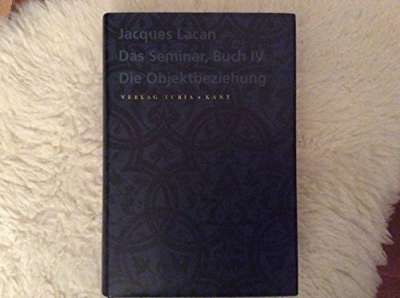 Jacques Lacan
Das Seminar, Buch IV
Die Objektbeziehung
VERLAG TURIA + KANT